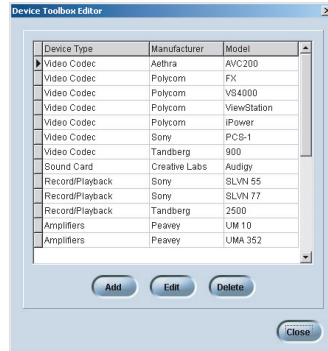 Device Toolbox Editor
Device Type Manufacturer Model
Video Codec Aethra AVC200
Video Codec Polycom FX
Video Codec Polycom VS4000
Video Codec Polycom ViewStation
Video Codec Polycom iPower
Video Codec Sony PCS-1
Video Codec Tandberg 900
Sound Card Creative Labs Audigy
Record/Playback Sony SLVN 55
Record/Playback Sony SLVN 77
Record/Playback Tandberg 2500
Amplifiers Peavey UM 10
Amplifiers Peavey UMA 352
Add Edit Delete
Close